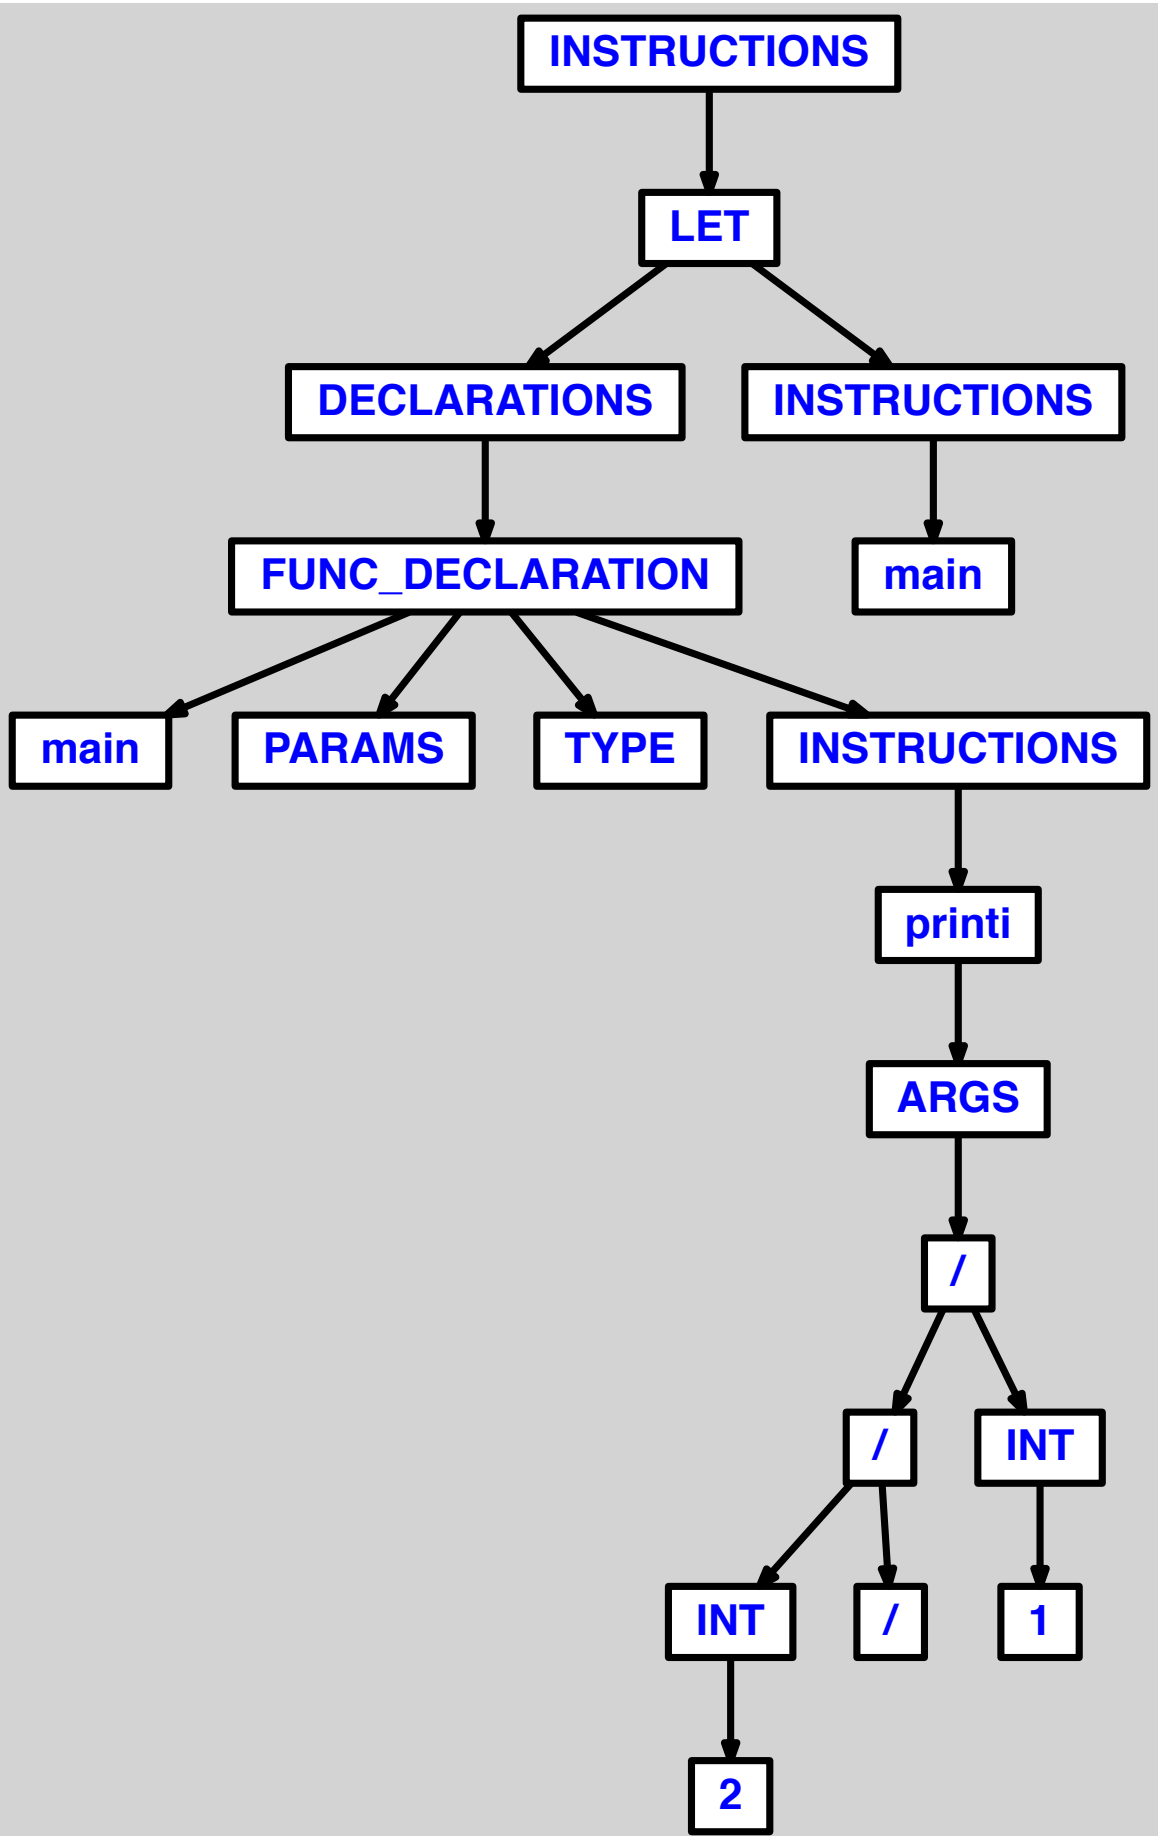 INSTRUCTIONS
LET
DECLARATIONS
INSTRUCTIONS
FUNC_DECLARATION
main
main
PARAMS
TYPE
INSTRUCTIONS
printi
ARGS
/
/
INT
INT
/
1
2